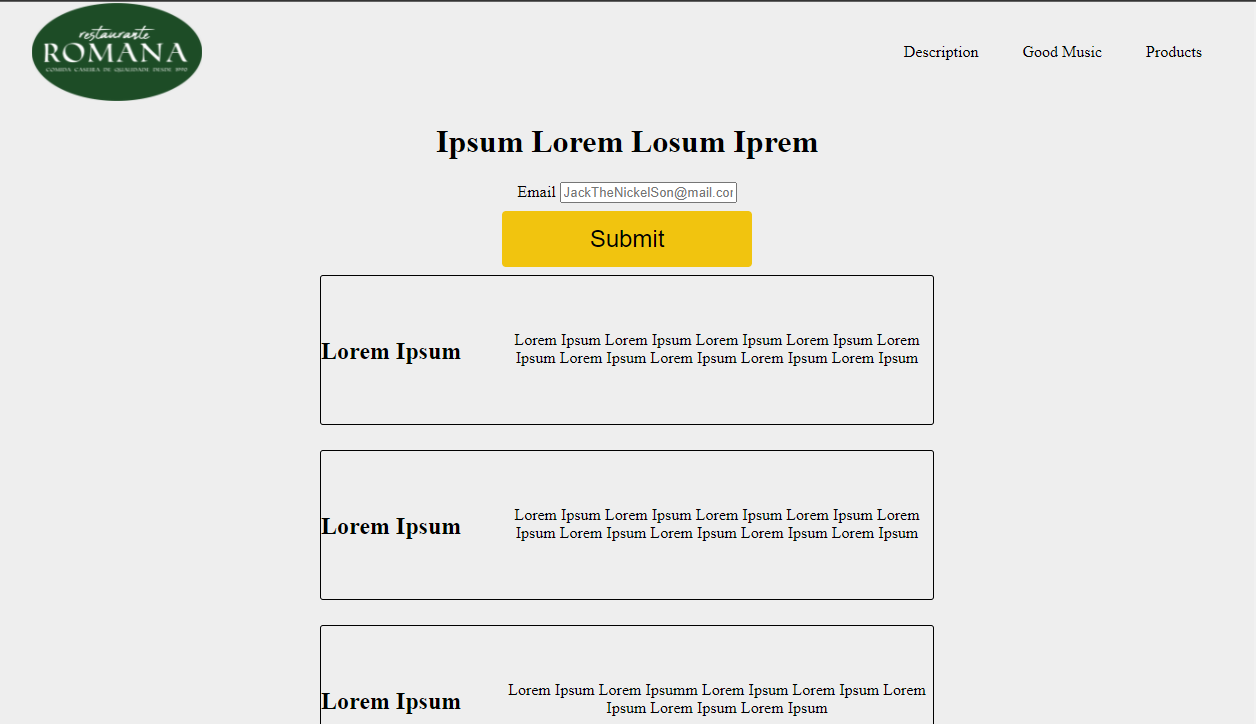 restaurante
ROMANA
COMIDA CASEIRA DE QUALIDADE DESDE 1990
Description Good Music Products
Ipsum Lorem Losum Iprem
Email JackTheNickelSon@mail.cor
Submit
Lorem Ipsum
Lorem Ipsum Lorem Ipsum Lorem Ipsum Lorem Ipsum Lorem
Ipsum Lorem Ipsum Lorem Ipsum Lorem Ipsum Lorem Ipsum
Lorem Ipsum
Lorem Ipsum Lorem Ipsum Lorem Ipsum Lorem Ipsum Lorem
Ipsum Lorem Ipsum Lorem Ipsum Lorem Ipsum Lorem Ipsum
Lorem Ipsum
Lorem Ipsum Lorem Ipsumm Lorem Ipsum Lorem Ipsum Lorem
Ipsum Lorem Ipsum Lorem Ipsum